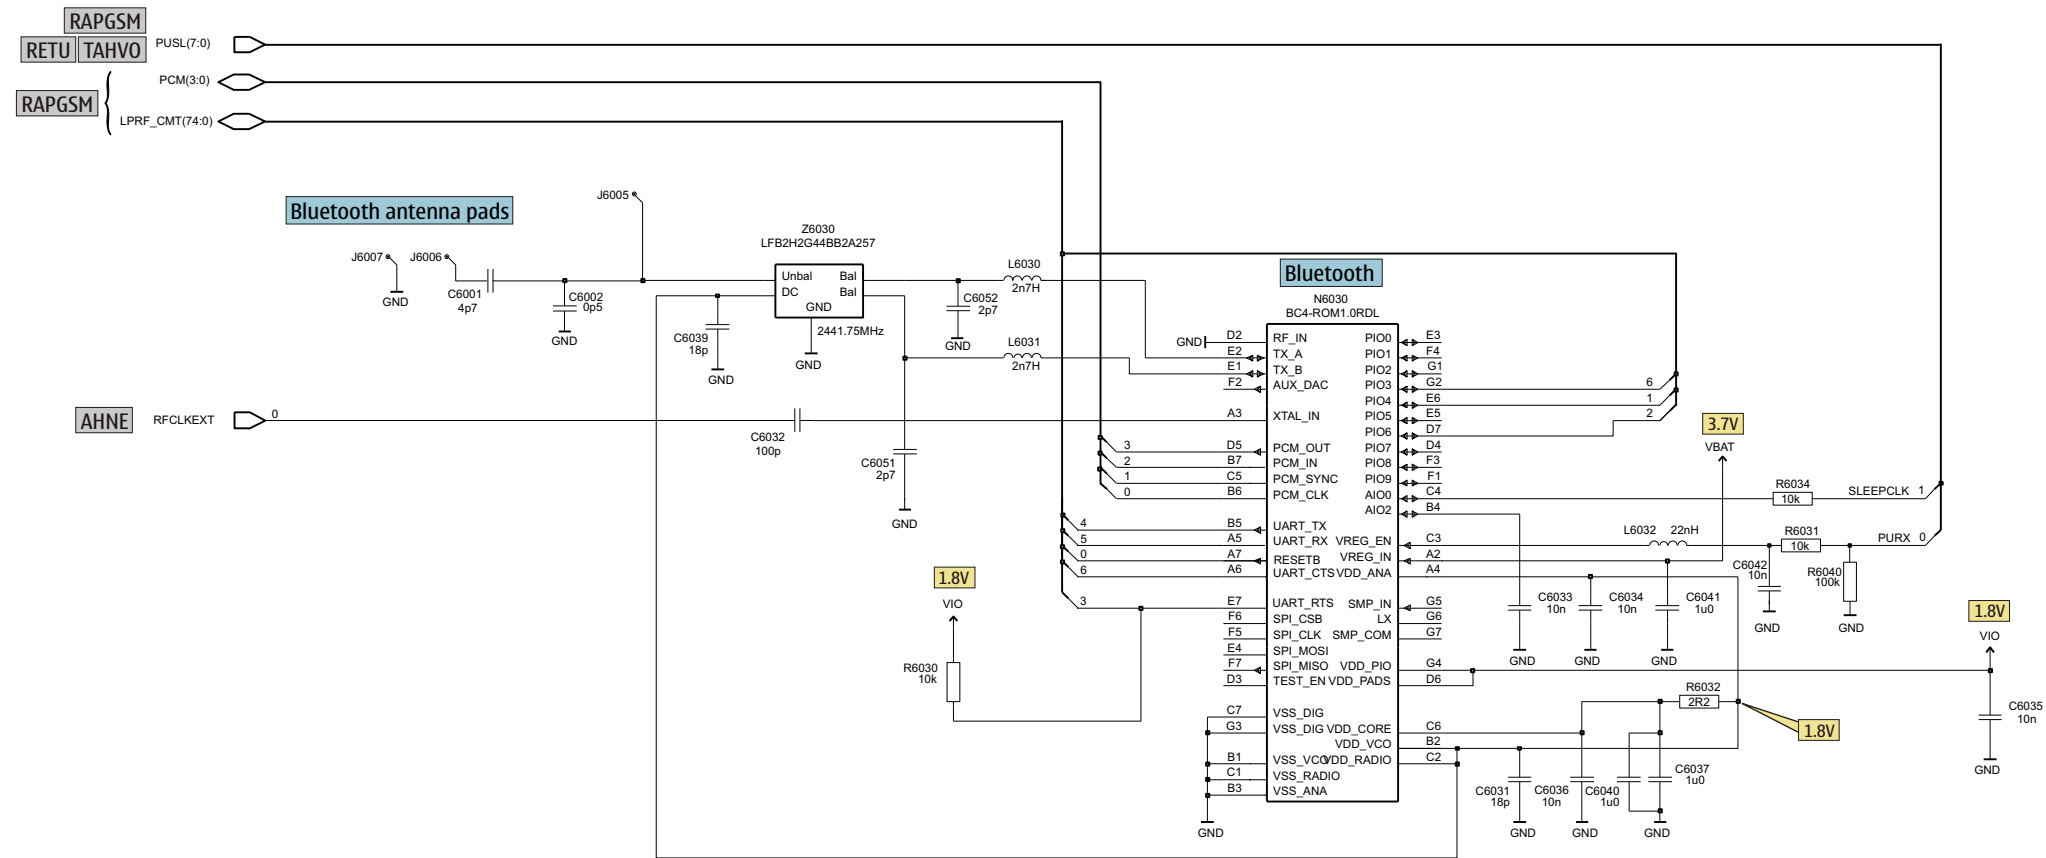 RAPGSM
RETU TAHVO PUSL(7:0)
PCM(3:0)
RAPGSM
LPRF_CMT(74:0)
Bluetooth antenna pads
J6005
J6007
J6006
GND
C6001
4p7
C6002
0p5
GND
Z6030
LFB2H2G44BB2A257
Unbal Bal
DC Bal
GND
2441.75MHz
GND
C6039
18p
GND
L6030
2n7H
C6052
2p7
GND
L6031
2n7H
C6051
2p7
GND
AHNE RFCLKEXT 0
C6032
100p
Bluetooth
N6030
BC4-ROM1.0RDL
GND D2 RF_IN PIO0 E3
E2 TX_A PIO1 F4
E1 TX_B PIO2 G1
F2 AUX_DAC PIO3 G2 6
PIO4 E6 1
A3 XTAL_IN PIO5 E5 2
PIO6 D7
3 D5 PCM_OUT PIO7 D4
2 B7 PCM_IN PIO8 F3
1 C5 PCM_SYNC PIO9 F1
0 B6 PCM_CLK AIO0 C4
AIO2 B4
4 B5 UART_TX
5 A5 UART_RX VREG_EN C3
0 A7 RESETB VREG_IN A2
6 A6 UART_CTS VDD_ANA A4
3 E7 UART_RTS SMP_IN G5
F6 SPI_CSB LX G6
F5 SPI_CLK SMP_COM G7
E4 SPI_MOSI
F7 SPI_MISO VDD_PIO G4
D3 TEST_EN VDD_PADS D6
C7 VSS_DIG
G3 VSS_DIG VDD_CORE C6
VDD_VCO B2
B1 VSS_VCO VDD_RADIO C2
C1 VSS_RADIO
B3 VSS_ANA
GND
1.8V
VIO
R6030
10k
3.7V
VBAT
R6034
10k
SLEEPCLK 1
L6032 22nH
R6031
10k
PURX 0
C6042
10n
GND
R6040
100k
GND
C6033
10n
GND
C6034
10n
GND
C6041
1u0
GND
1.8V
VIO
C6035
10n
GND
R6032
2R2
1.8V
C6031
18p
GND
C6036
10n
GND
C6040
1u0
C6037
1u0
GND